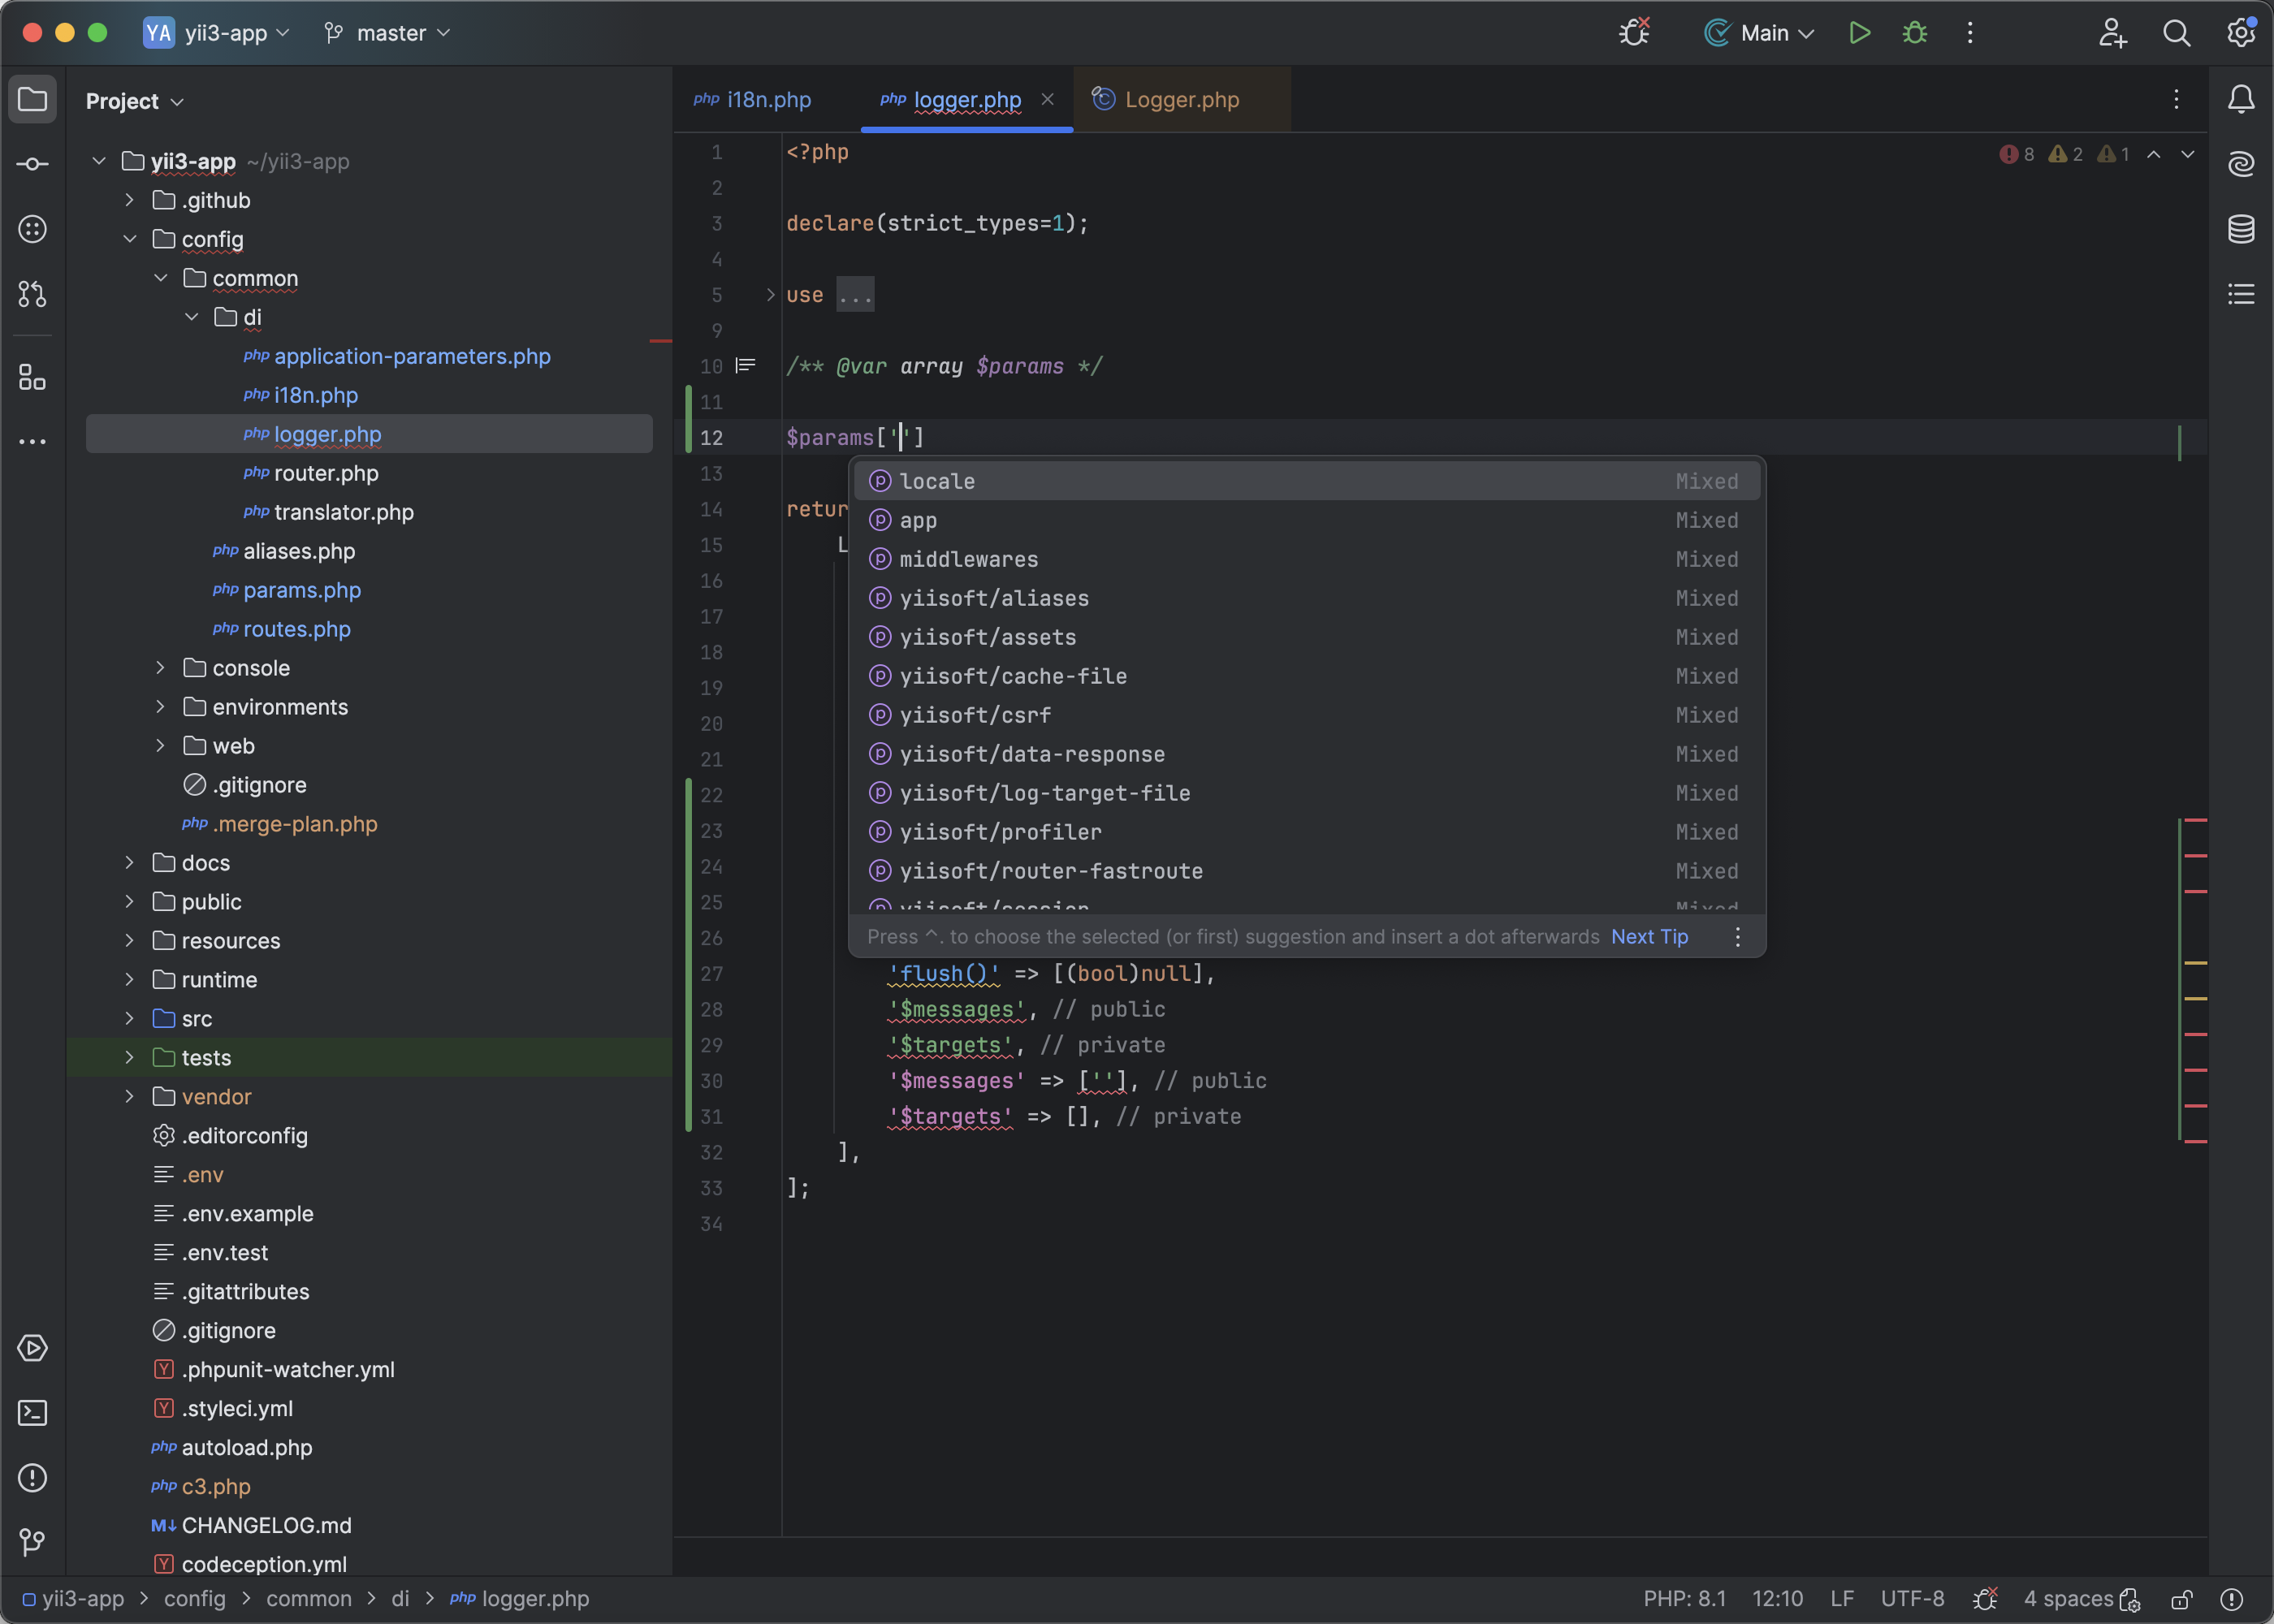 YA yii3-app master Main
Project
yii3-app ~/yii3-app
.github
config
common
di
php application-parameters.php
php i18n.php
php logger.php
php router.php
php translator.php
php aliases.php
php params.php
php routes.php
console
environments
web
.gitignore
php .merge-plan.php
docs
public
resources
runtime
src
tests
vendor
.editorconfig
.env
.env.example
.env.test
.gitattributes
.gitignore
Y .phpunit-watcher.yml
Y .styleci.yml
php autoload.php
php c3.php
M↓ CHANGELOG.md
Y codeception.yml
php i18n.php php logger.php C Logger.php
8 2 1
1 <?php
2
3 declare(strict_types=1);
4
5 use ...
9
10 /** @var array $params */
11
12 $params['']
13
14 retur
15 L
16
17
18
19
20
21
22
23
24
25
26
p locale Mixed
p app Mixed
p middlewares Mixed
p yiisoft/aliases Mixed
p yiisoft/assets Mixed
p yiisoft/cache-file Mixed
p yiisoft/csrf Mixed
p yiisoft/data-response Mixed
p yiisoft/log-target-file Mixed
p yiisoft/profiler Mixed
p yiisoft/router-fastroute Mixed
p yiisoft/session Mixed
Press ^. to choose the selected (or first) suggestion and insert a dot afterwards Next Tip
27 'flush()' => [(bool)null],
28 '$messages', // public
29 '$targets', // private
30 '$messages' => [''], // public
31 '$targets' => [], // private
32 ],
33 ];
34
yii3-app > config > common > di > php logger.php PHP: 8.1 12:10 LF UTF-8 4 spaces